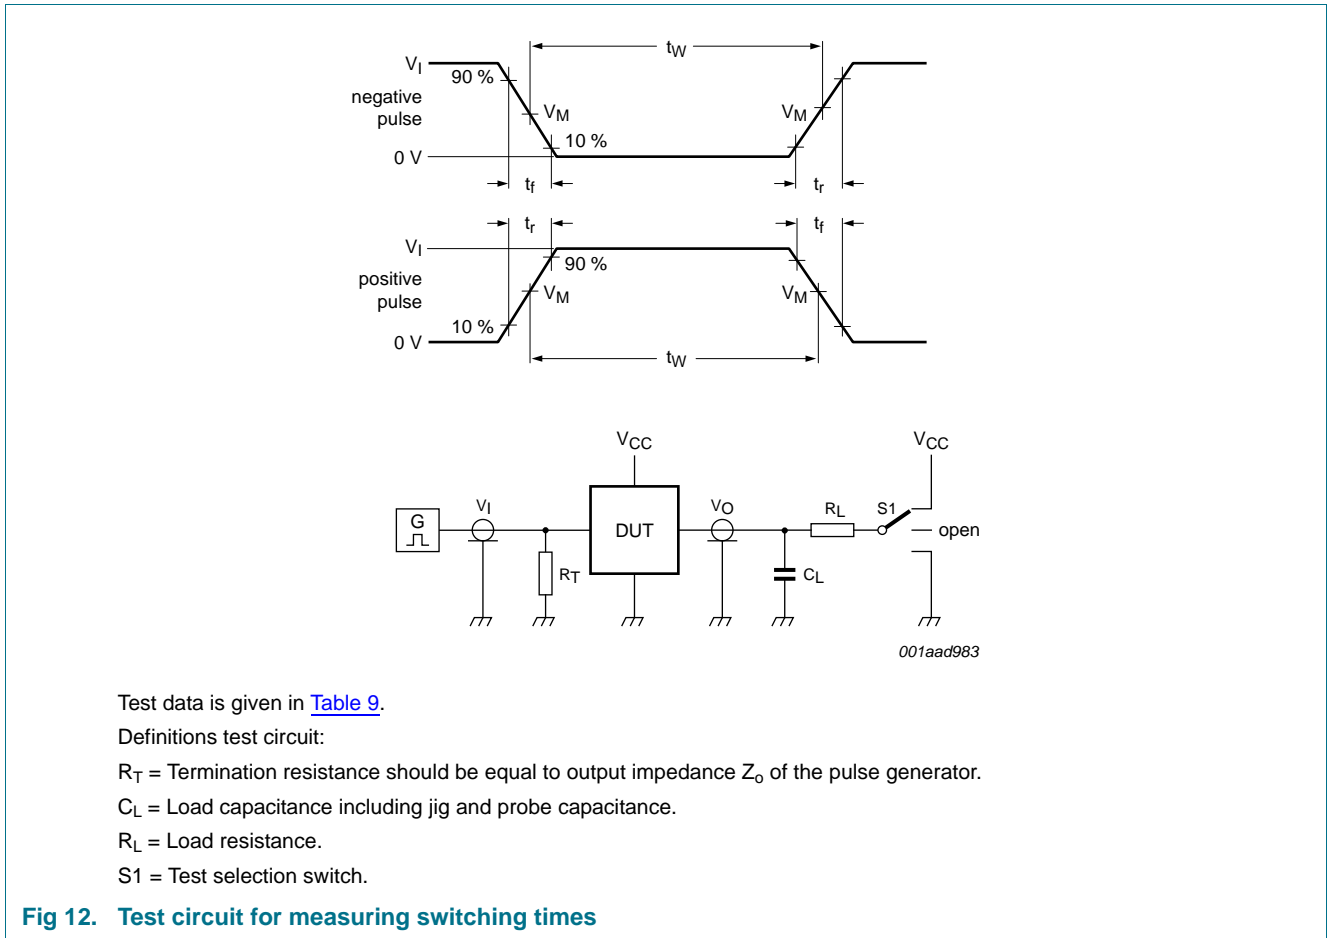 tW
VI
90 %
negative
pulse
VM
VM
10 %
0 V
tf
tr
tr
tf
VI
90 %
positive
pulse
VM
VM
10 %
0 V
tW
VCC
VCC
G
VI
DUT
VO
RL
S1
open
RT
CL
001aad983
Test data is given in Table 9.
Definitions test circuit:
RT = Termination resistance should be equal to output impedance Zo of the pulse generator.
CL = Load capacitance including jig and probe capacitance.
RL = Load resistance.
S1 = Test selection switch.
Fig 12. Test circuit for measuring switching times